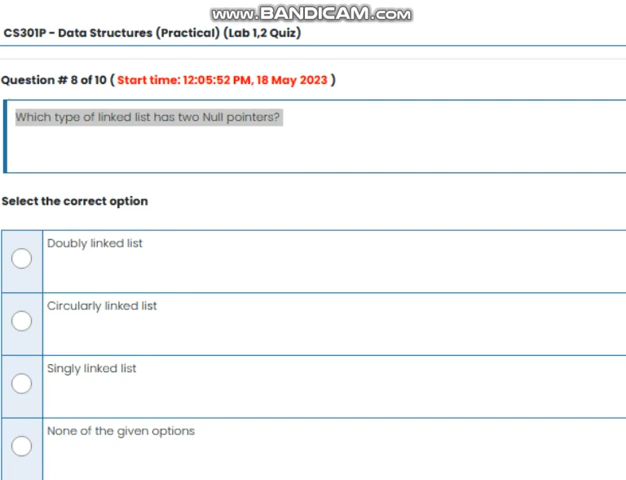 www.BANDICAM.com
CS301P - Data Structures (Practical) (Lab 1,2 Quiz)
Question # 8 of 10 ( Start time: 12:05:52 PM, 18 May 2023 )
Which type of linked list has two Null pointers?
Select the correct option
Doubly linked list
Circularly linked list
Singly linked list
None of the given options